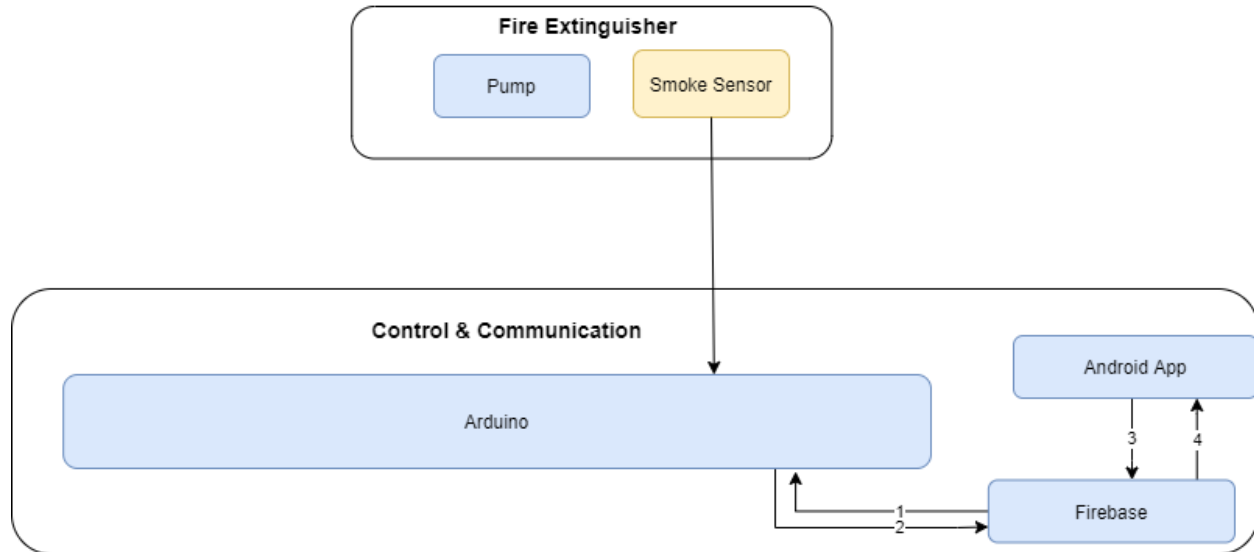 Fire Extinguisher
Pump
Smoke Sensor
Control & Communication
Android App
Arduino
3
4
1
2
Firebase